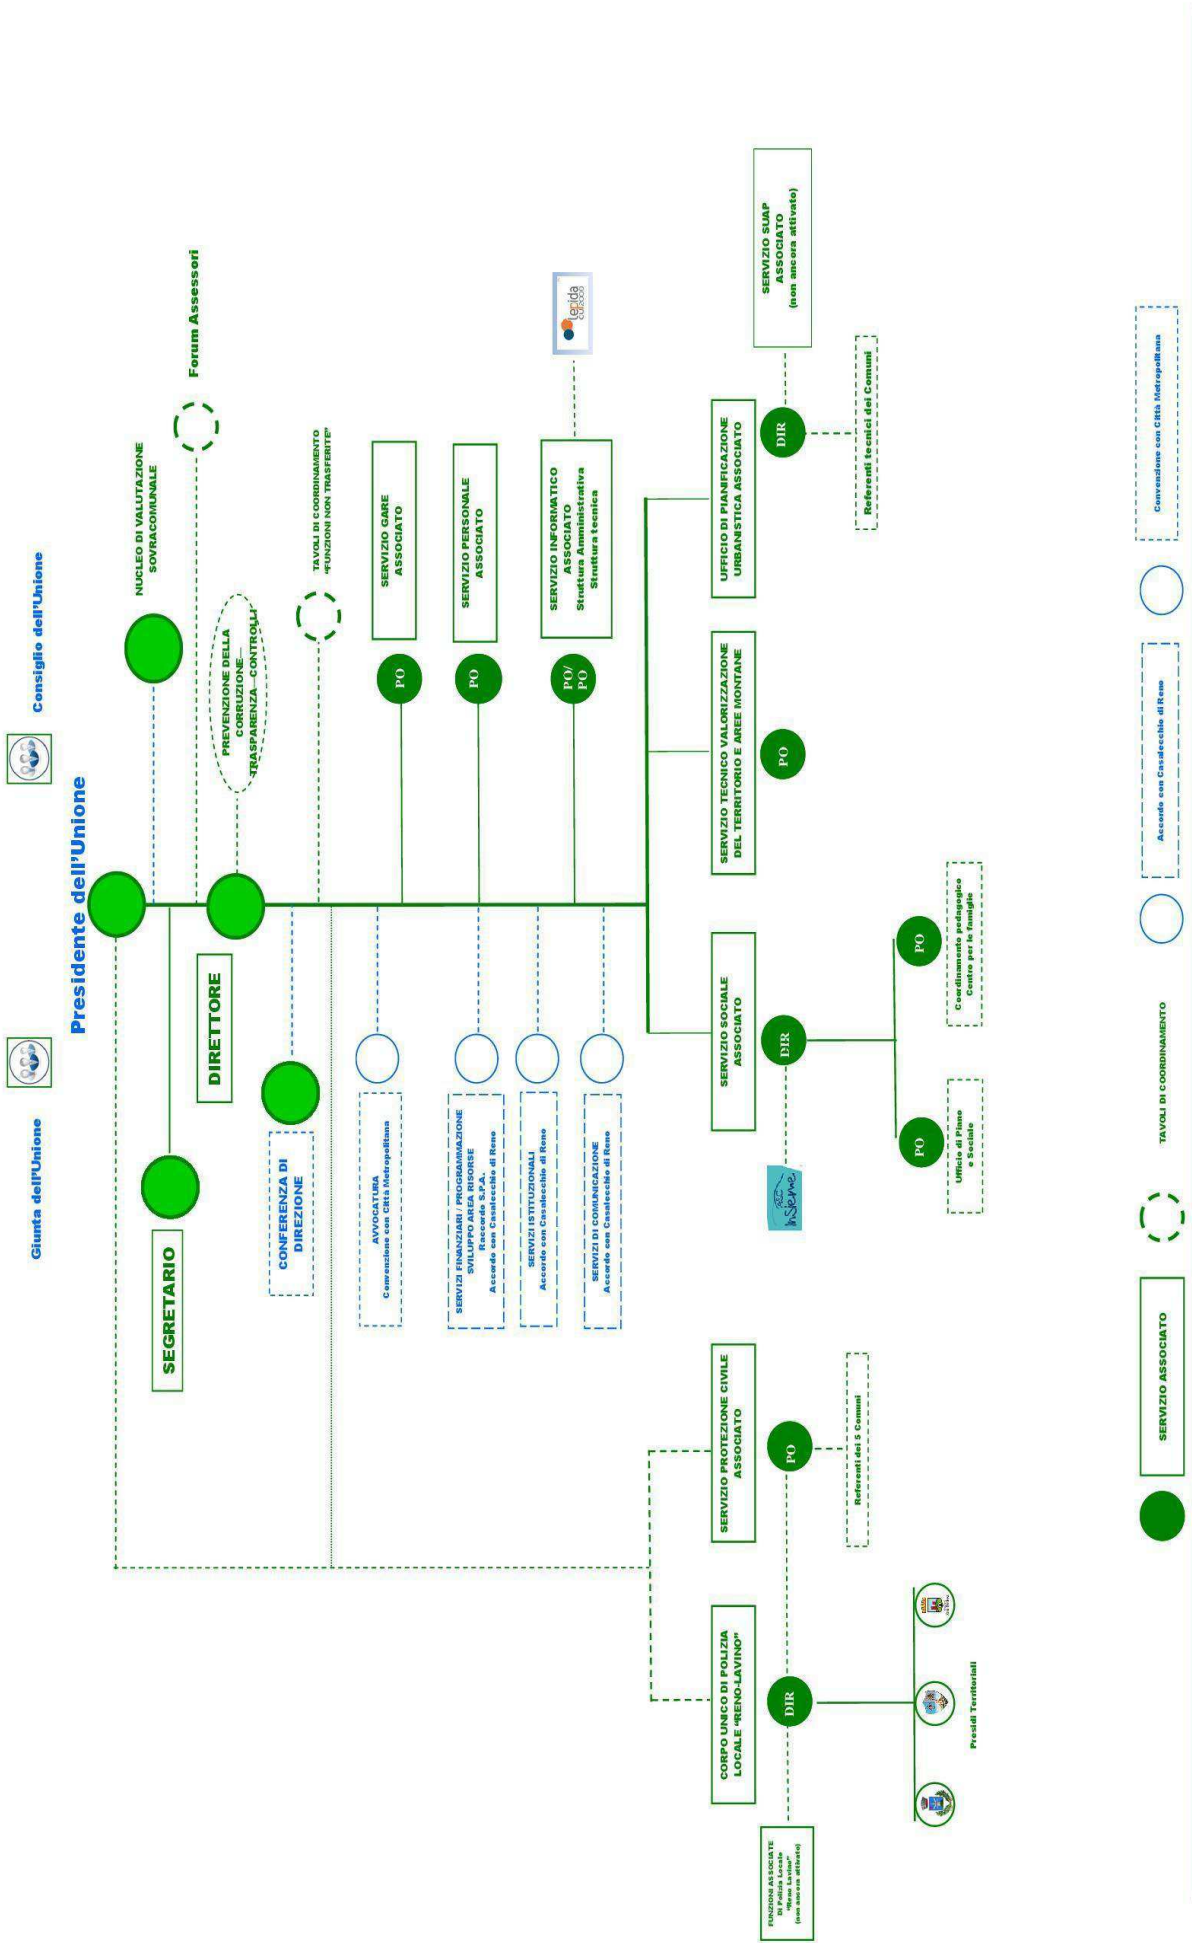 Giunta dell'Unione
Consiglio dell'Unione
Presidente dell'Unione
NUCLEO DI VALUTAZIONE
SOVRACOMUNALE
SEGRETARIO
Forum Assessori
DIRETTORE
PREVENZIONE DELLA
CORRUZIONE—
TRASPARENZA—CONTROLLI
CONFERENZA DI
DIREZIONE
TAVOLI DI COORDINAMENTO
"FUNZIONI NON TRASFERITE"
AVVOCATURA
Convenzione con Città Metropolitana
PO
SERVIZIO GARE
ASSOCIATO
SERVIZI FINANZIARI / PROGRAMMAZIONE
SVILUPPO AREA RISORSE
Raccordo S.P.A.
Accordo con Casalecchio di Reno
PO
SERVIZIO PERSONALE
ASSOCIATO
SERVIZI ISTITUZIONALI
Accordo con Casalecchio di Reno
PO/
PO
SERVIZIO INFORMATICO
ASSOCIATO
Struttura Amministrativa
Struttura tecnica
lepida
cup2000
SERVIZI DI COMUNICAZIONE
Accordo con Casalecchio di Reno
CORPO UNICO DI POLIZIA
LOCALE "RENO-LAVINO"
SERVIZIO PROTEZIONE CIVILE
ASSOCIATO
SERVIZIO SOCIALE
ASSOCIATO
SERVIZIO TECNICO VALORIZZAZIONE
DEL TERRITORIO E AREE MONTANE
UFFICIO DI PIANIFICAZIONE
URBANISTICA ASSOCIATO
FUNZIONI ASSOCIATE
Di Polizia Locale
"Reno Lavino"
(non ancora attivato)
DIR
PO
InSieme
DIR
PO
DIR
SERVIZIO SUAP
ASSOCIATO
(non ancora attivato)
Referenti dei 5 Comuni
Referenti tecnici dei Comuni
PO
PO
Presidi Territoriali
Ufficio di Piano
e Sociale
Coordinamento pedagogico
Centro per le famiglie
SERVIZIO ASSOCIATO
TAVOLI DI COORDINAMENTO
Accordo con Casalecchio di Reno
Convenzione con Città Metropolitana